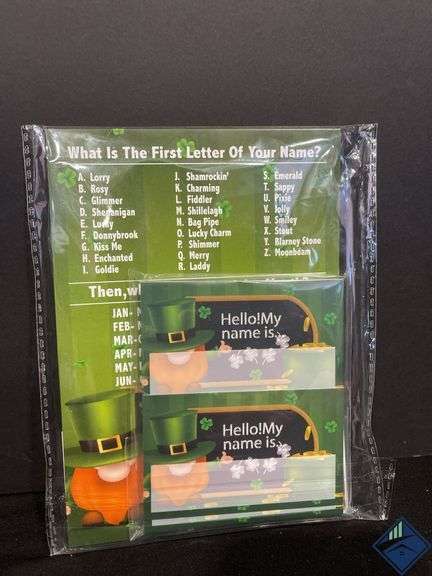 What Is The First Letter Of Your Name?
A. Lorry
B. Rosy
C. Glimmer
D. Shenanigan
E. Lucky
F. Donnybrook
G. Kiss Me
H. Enchanted
I. Goldie
J. Shamrockin'
K. Charming
L. Fiddler
M. Shillelagh
N. Bag Pipe
O. Lucky Charm
P. Shimmer
Q. Merry
R. Laddy
S. Emerald
T. Sappy
U. Pixie
V. Jolly
W. Smiley
X. Stout
Y. Blarney Stone
Z. Moonbeam
Then,wh
JAN-
FEB-
MAR-
APR-
MAY-
JUN-
Hello!My
name is...
Hello!My
name is...